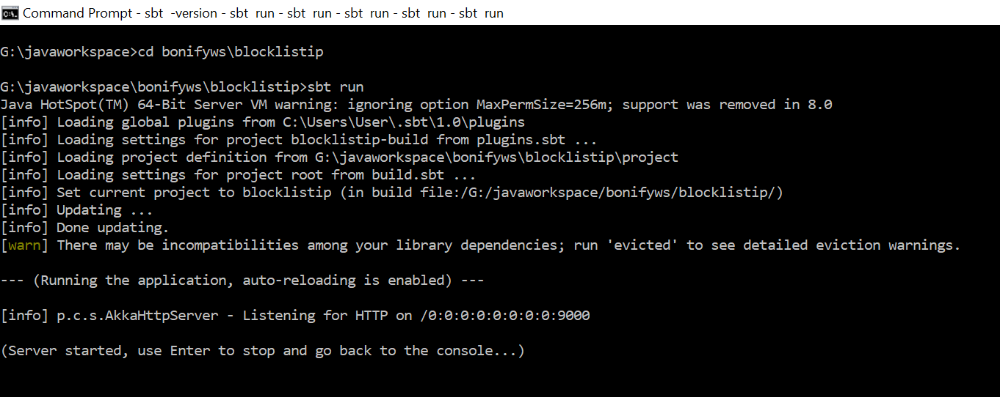 Command Prompt - sbt  -version - sbt  run - sbt  run - sbt  run - sbt  run - sbt  run
G:\javaworkspace>cd bonifyws\blocklistip
G:\javaworkspace\bonifyws\blocklistip>sbt run
Java HotSpot(TM) 64-Bit Server VM warning: ignoring option MaxPermSize=256m; support was removed in 8.0
[info] Loading global plugins from C:\Users\User\.sbt\1.0\plugins
[info] Loading settings for project blocklistip-build from plugins.sbt ...
[info] Loading project definition from G:\javaworkspace\bonifyws\blocklistip\project
[info] Loading settings for project root from build.sbt ...
[info] Set current project to blocklistip (in build file:/G:/javaworkspace/bonifyws/blocklistip/)
[info] Updating ...
[info] Done updating.
[warn] There may be incompatibilities among your library dependencies; run 'evicted' to see detailed eviction warnings.
--- (Running the application, auto-reloading is enabled) ---
[info] p.c.s.AkkaHttpServer - Listening for HTTP on /0:0:0:0:0:0:0:0:9000
(Server started, use Enter to stop and go back to the console...)